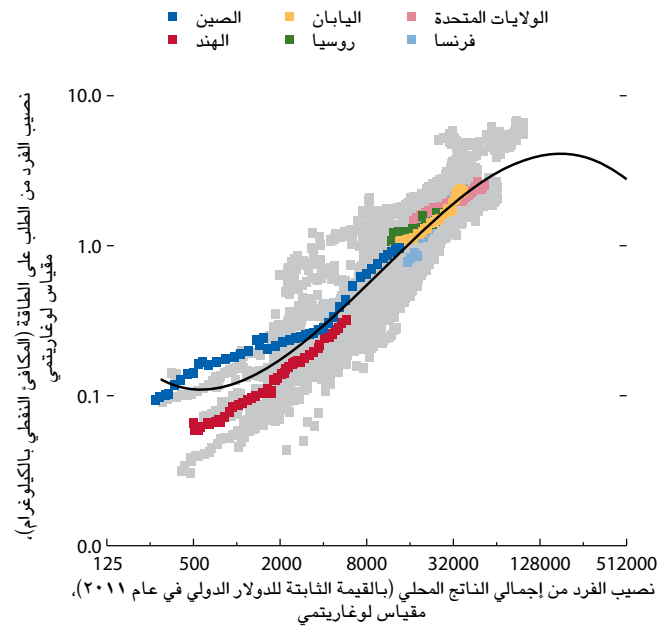 الصين
اليابان
الولايات المتحدة
الهند
روسيا
فرنسا
نصيب الفرد من الطلب على الطاقة (المكافئ النفطي بالكيلوغرام)،
مقياس لوغاريتمي
10.0
1.0
0.1
0.0
125 500 2000 8000 32000 128000 512000
نصيب الفرد من إجمالي الناتج المحلي (بالقيمة الثابتة للدولار الدولي في عام ٢٠١١)،
مقياس لوغاريتمي